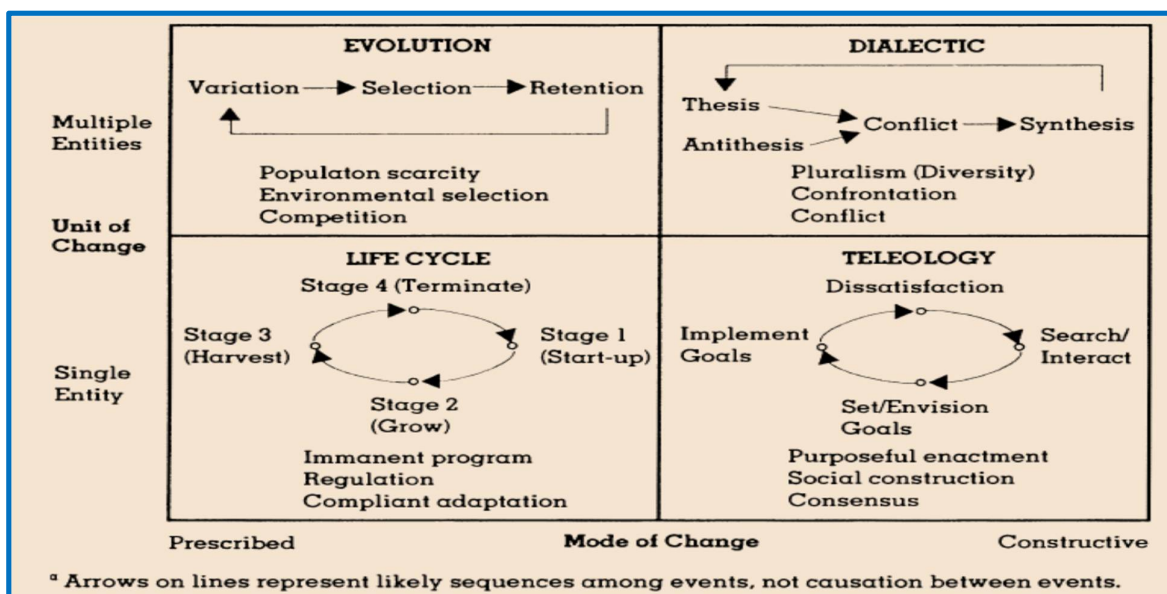 EVOLUTION
Variation Selection Retention
Populaton scarcity
Environmental selection
Competition
DIALECTIC
Thesis
Antithesis
Conflict Synthesis
Pluralism (Diversity)
Confrontation
Conflict
Multiple
Entities
Unit of
Change
Single
Entity
LIFE CYCLE
Stage 4 (Terminate)
Stage 3
(Harvest)
Stage 1
(Start-up)
Stage 2
(Grow)
Immanent program
Regulation
Compliant adaptation
TELEOLOGY
Dissatisfaction
Implement
Goals
Search/
Interact
Set/Envision
Goals
Purposeful enactment
Social construction
Consensus
Prescribed Mode of Change Constructive
ª Arrows on lines represent likely sequences among events, not causation between events.